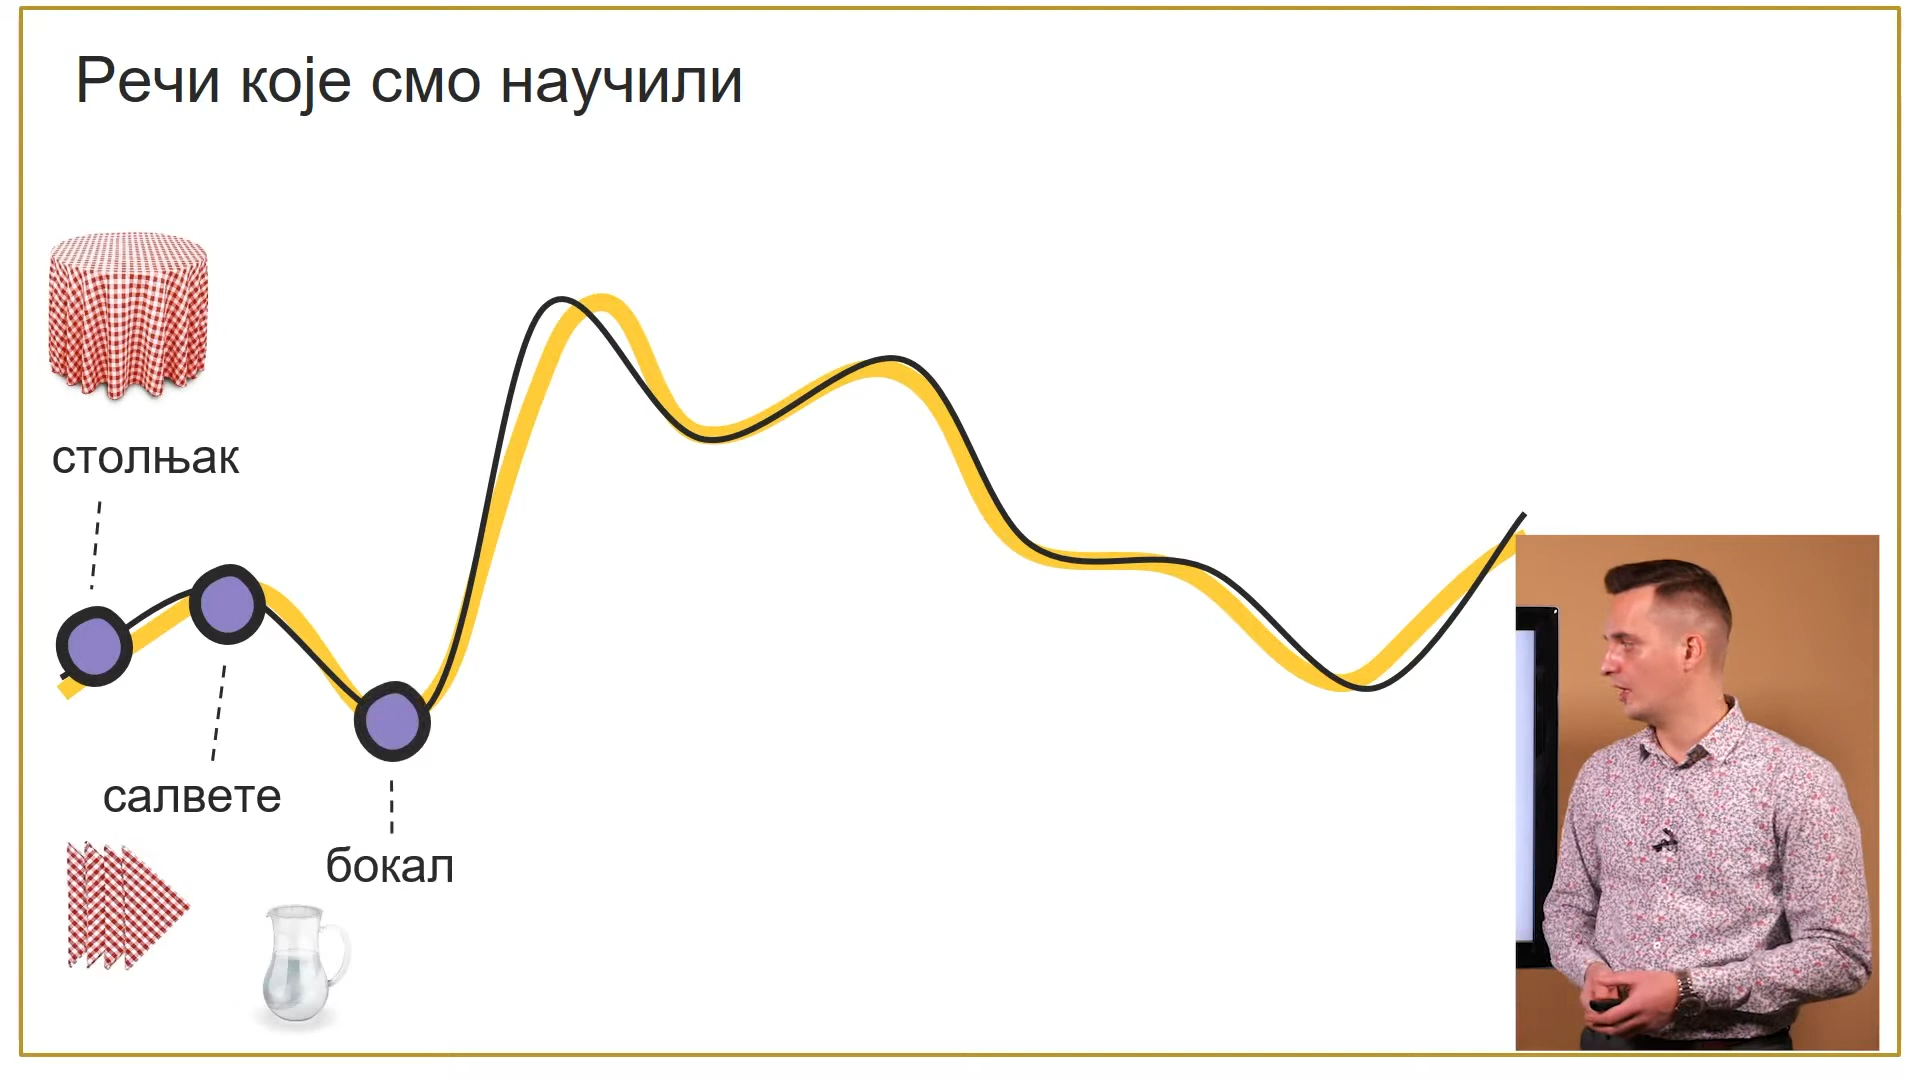 Речи које смо научили
столњак
салвете
бокал